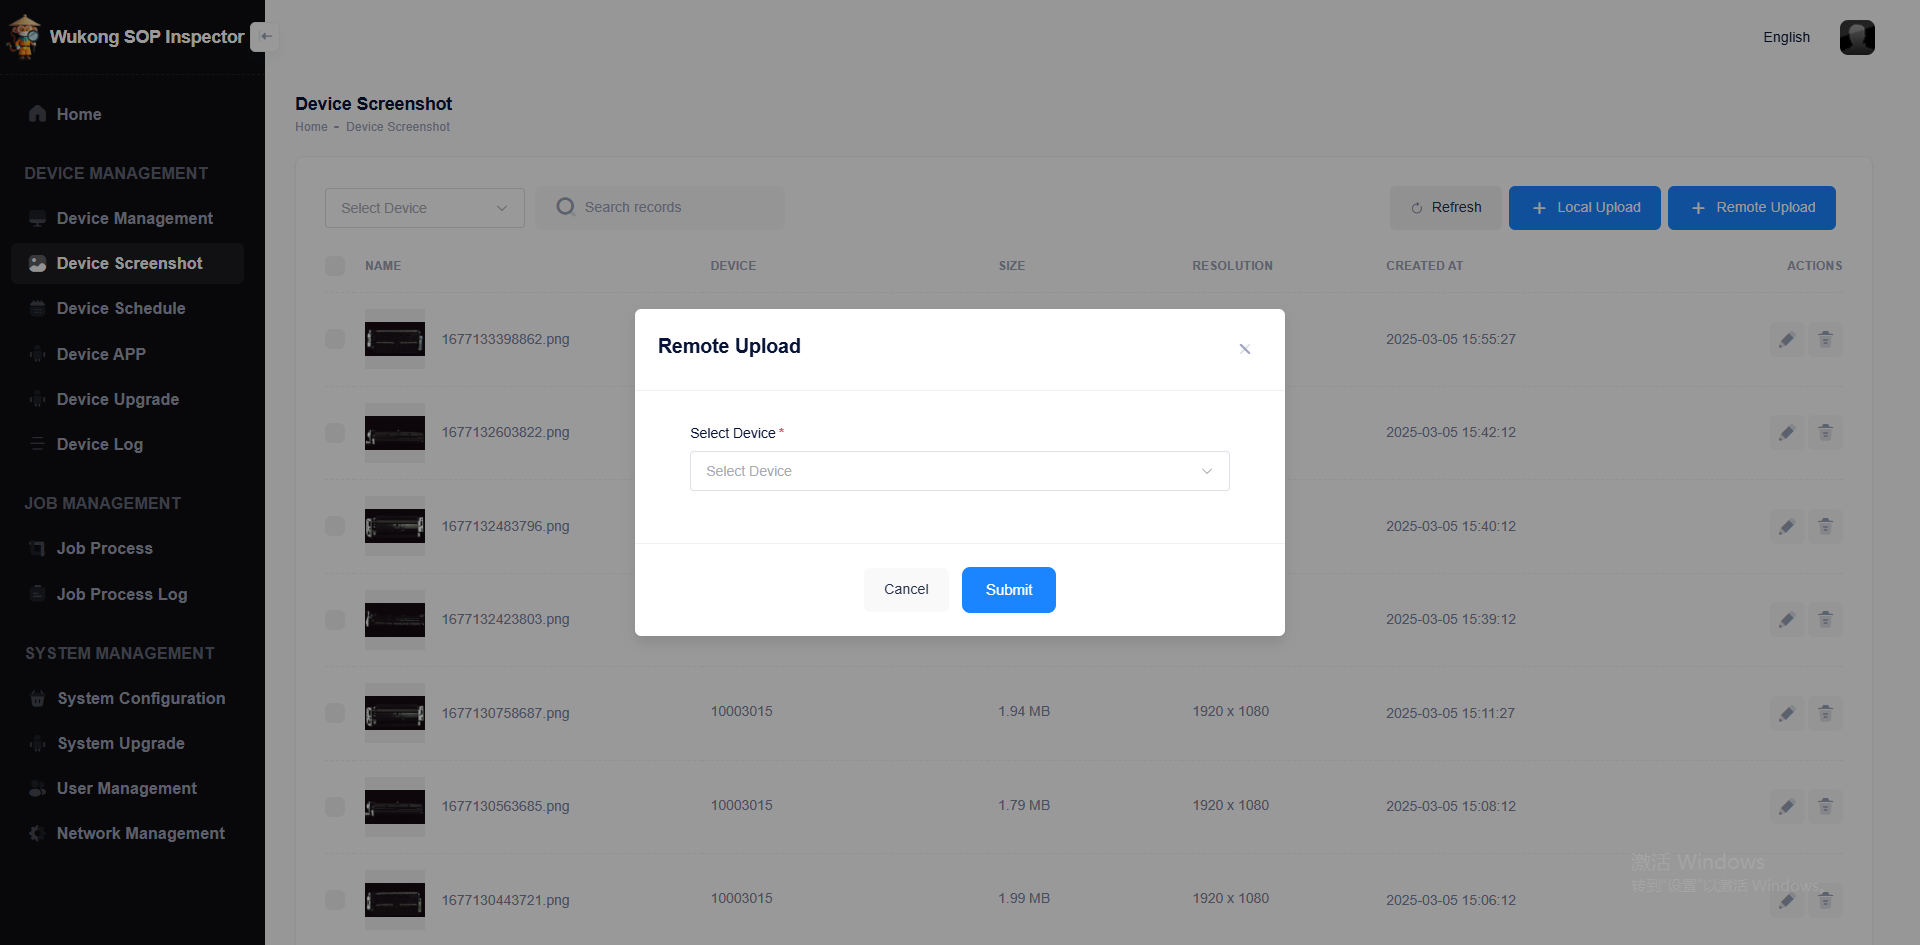 Wukong SOP Inspector
English
Home
DEVICE MANAGEMENT
Device Management
Device Screenshot
Device Schedule
Device APP
Device Upgrade
Device Log
JOB MANAGEMENT
Job Process
Job Process Log
SYSTEM MANAGEMENT
System Configuration
System Upgrade
User Management
Network Management
Device Screenshot
Home - Device Screenshot
Select Device
Search records
Refresh
Local Upload
Remote Upload
NAME DEVICE SIZE RESOLUTION CREATED AT ACTIONS
1677133398862.png 2025-03-05 15:55:27
1677132603822.png 2025-03-05 15:42:12
1677132483796.png 2025-03-05 15:40:12
1677132423803.png 2025-03-05 15:39:12
1677130758687.png 10003015 1.94 MB 1920 x 1080 2025-03-05 15:11:27
1677130563685.png 10003015 1.79 MB 1920 x 1080 2025-03-05 15:08:12
1677130443721.png 10003015 1.99 MB 1920 x 1080 2025-03-05 15:06:12
Remote Upload
Select Device*
Select Device
Cancel
Submit
激活 Windows
转到"设置"以激活 Windows。